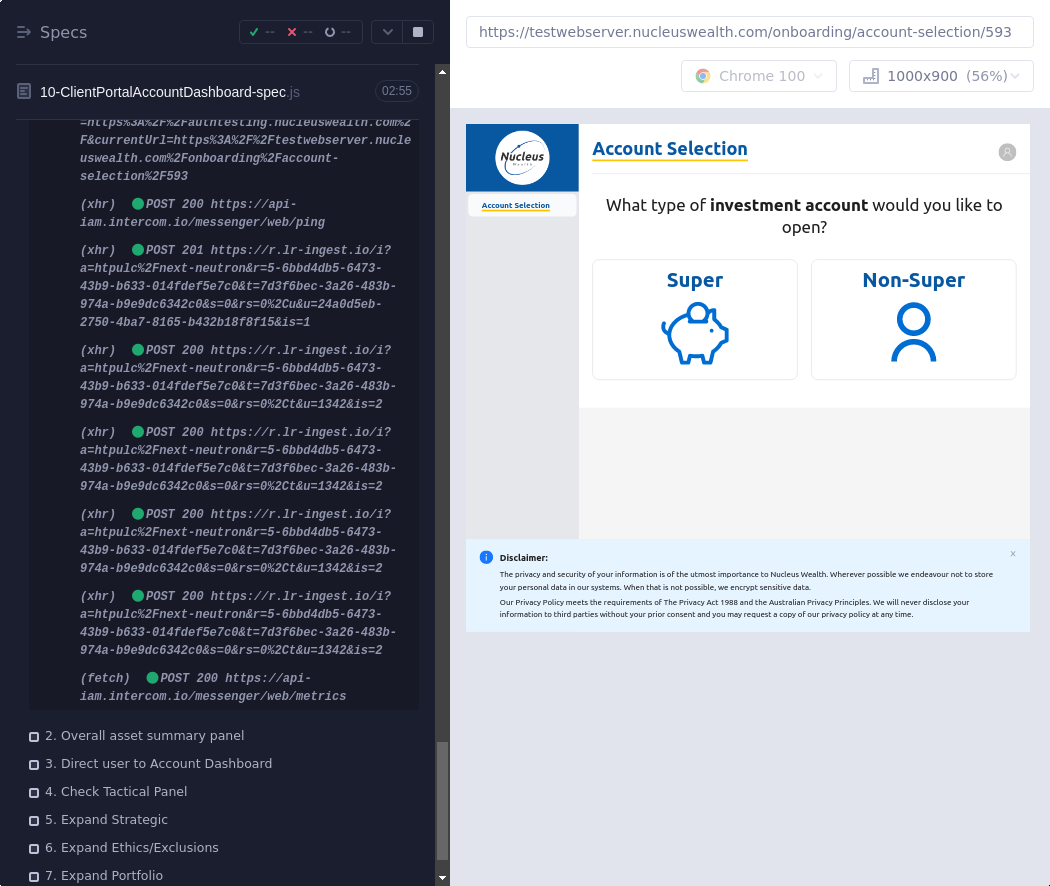 Specs
-- -- --
10-ClientPortalAccountDashboard-spec.js
02:55
=https%3A%2F%2Fauthtesting.nucleuswealth.com%2
F&currentUrl=https%3A%2F%2Ftestwebserver.nucle
uswealth.com%2Fonboarding%2Faccount-
selection%2F593
(xhr) POST 200 https://api-
iam.intercom.io/messenger/web/ping
(xhr) POST 201 https://r.lr-ingest.io/i?
a=htpulc%2Fnext-neutron&r=5-6bbd4db5-6473-
43b9-b633-014fdef5e7c0&t=7d3f6bec-3a26-483b-
974a-b9e9dc6342c0&s=0&rs=0%2Cu&u=24a0d5eb-
2750-4ba7-8165-b432b18f8f15&is=1
(xhr) POST 200 https://r.lr-ingest.io/i?
a=htpulc%2Fnext-neutron&r=5-6bbd4db5-6473-
43b9-b633-014fdef5e7c0&t=7d3f6bec-3a26-483b-
974a-b9e9dc6342c0&s=0&rs=0%2Ct&u=1342&is=2
(xhr) POST 200 https://r.lr-ingest.io/i?
a=htpulc%2Fnext-neutron&r=5-6bbd4db5-6473-
43b9-b633-014fdef5e7c0&t=7d3f6bec-3a26-483b-
974a-b9e9dc6342c0&s=0&rs=0%2Ct&u=1342&is=2
(xhr) POST 200 https://r.lr-ingest.io/i?
a=htpulc%2Fnext-neutron&r=5-6bbd4db5-6473-
43b9-b633-014fdef5e7c0&t=7d3f6bec-3a26-483b-
974a-b9e9dc6342c0&s=0&rs=0%2Ct&u=1342&is=2
(xhr) POST 200 https://r.lr-ingest.io/i?
a=htpulc%2Fnext-neutron&r=5-6bbd4db5-6473-
43b9-b633-014fdef5e7c0&t=7d3f6bec-3a26-483b-
974a-b9e9dc6342c0&s=0&rs=0%2Ct&u=1342&is=2
(fetch) POST 200 https://api-
iam.intercom.io/messenger/web/metrics
2. Overall asset summary panel
3. Direct user to Account Dashboard
4. Check Tactical Panel
5. Expand Strategic
6. Expand Ethics/Exclusions
7. Expand Portfolio
https://testwebserver.nucleuswealth.com/onboarding/account-selection/593
Chrome 100
1000x900 (56%)
Nucleus
Wealth
Account Selection
Account Selection
What type of investment account would you like to
open?
Super
Non-Super
Disclaimer:
The privacy and security of your information is of the utmost importance to Nucleus Wealth. Wherever possible we endeavour not to store
your personal data in our systems. When that is not possible, we encrypt sensitive data.
Our Privacy Policy meets the requirements of The Privacy Act 1988 and the Australian Privacy Principles. We will never disclose your
information to third parties without your prior consent and you may request a copy of our privacy policy at any time.